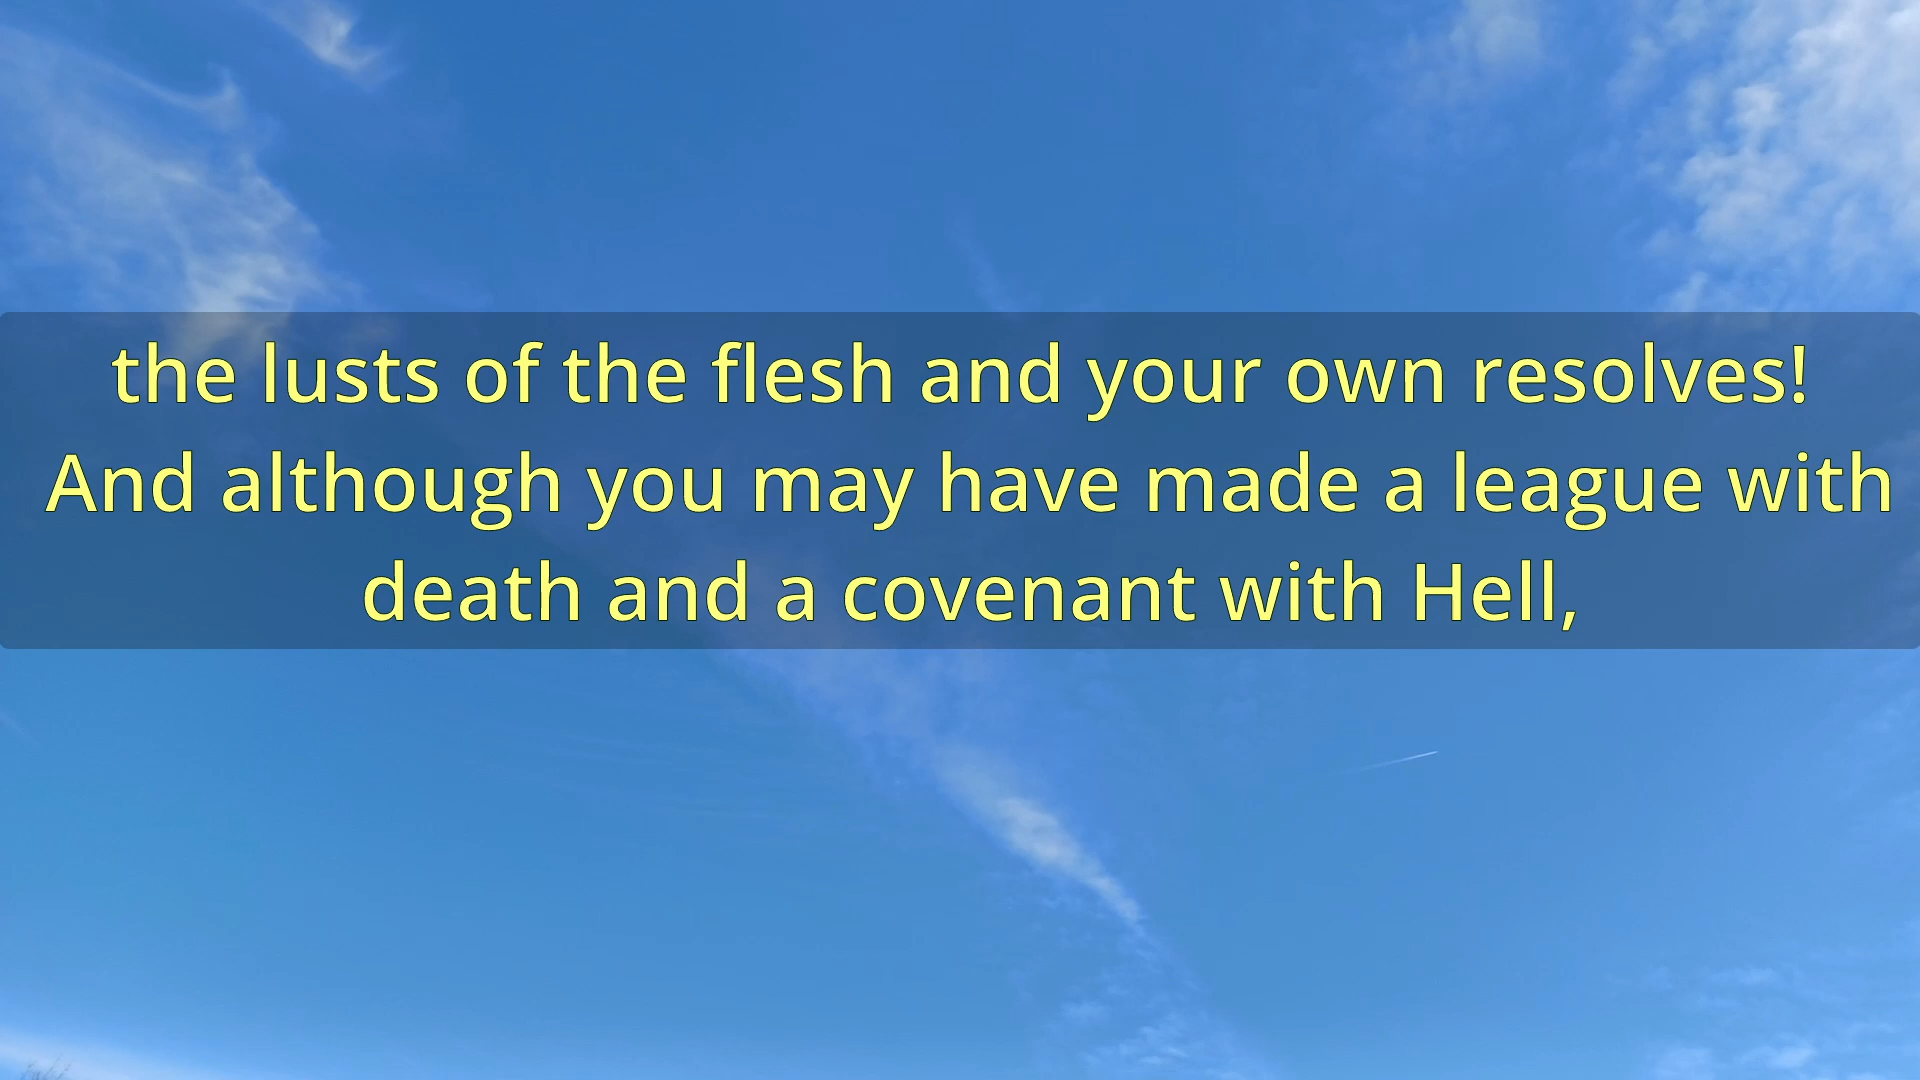 the lusts of the flesh and your own resolves!
And although you may have made a league with
death and a covenant with Hell,